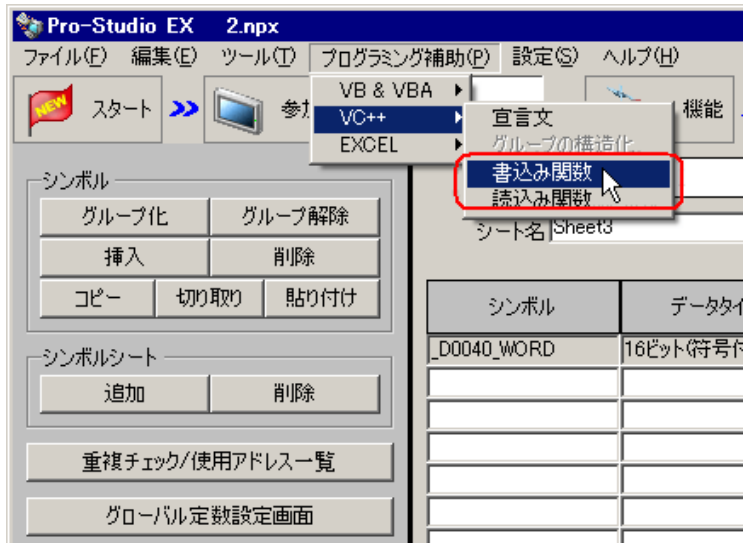 Pro-Studio EX 2.npx
ファイル(F) 編集(E) ツール(T) プログラミング補助(P) 設定(S) ヘルプ(H)
NEW スタート 機能
VB & VBA
VC++
EXCEL
宣言文
グループの構造化
書込み関数
読込み関数
シート名 Sheet3
シンボル
グループ化 グループ解除
挿入 削除
コピー 切り取り 貼り付け
シンボルシート
追加 削除
重複チェック/使用アドレス一覧
グローバル定数設定画面
シンボル データタイ
_D0040_WORD 16ビット(符号付